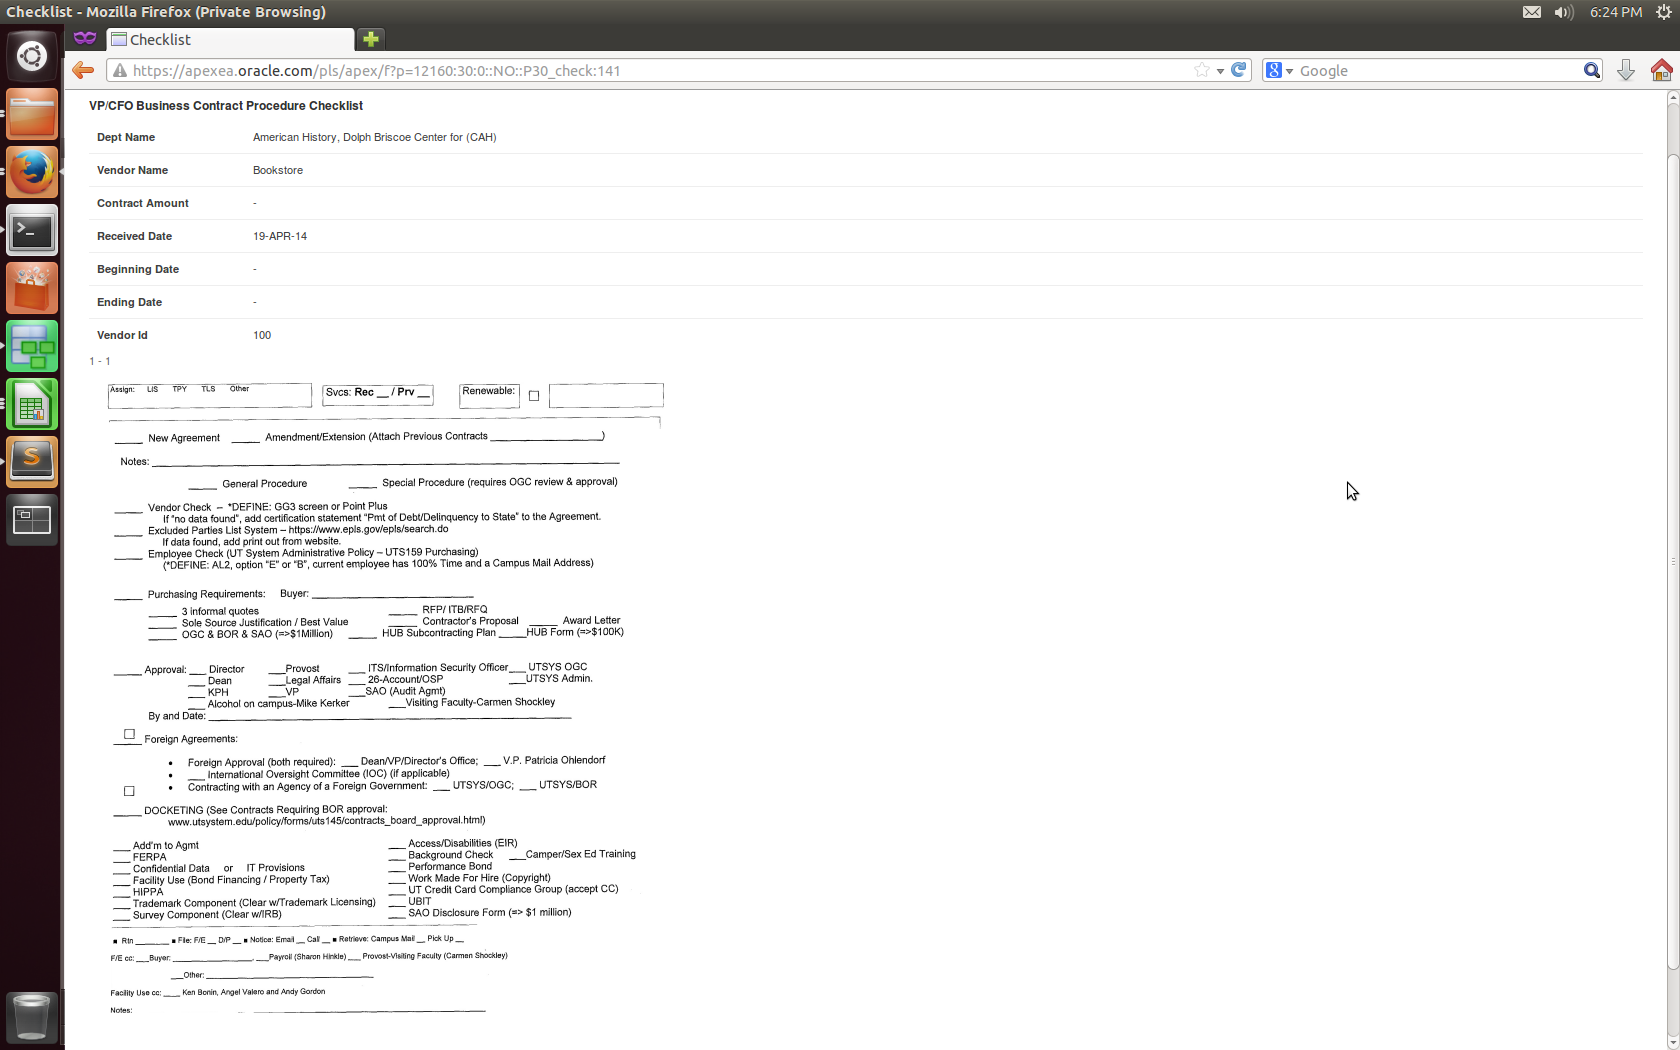 Checklist - Mozilla Firefox (Private Browsing)
6:24 PM
Checklist
https://apexea.oracle.com/pls/apex/f?p=12160:30:0::NO::P30_check:141
Google
VP/CFO Business Contract Procedure Checklist
Dept Name American History, Dolph Briscoe Center for (CAH)
Vendor Name Bookstore
Contract Amount -
Received Date 19-APR-14
Beginning Date -
Ending Date -
Vendor Id 100
1 - 1
Assign: LIS TPY TLS Other
Svcs: Rec __ / Prv __
Renewable:
____ New Agreement ____ Amendment/Extension (Attach Previous Contracts ________________)
Notes: ________________
____ General Procedure ____ Special Procedure (requires OGC review & approval)
____ Vendor Check – *DEFINE: GG3 screen or Point Plus
If “no data found”, add certification statement “Pmt of Debt/Delinquency to State” to the Agreement.
____ Excluded Parties List System – https://www.epls.gov/epls/search.do
If data found, add print out from website.
____ Employee Check (UT System Administrative Policy – UTS159 Purchasing)
(*DEFINE: AL2, option “E” or “B”, current employee has 100% Time and a Campus Mail Address)
____ Purchasing Requirements: Buyer: ________________
____ 3 informal quotes ____ RFP/ ITB/RFQ
____ Sole Source Justification / Best Value ____ Contractor's Proposal ____ Award Letter
____ OGC & BOR & SAO (=>$1Million) ____ HUB Subcontracting Plan ____HUB Form (=>$100K)
____ Approval: ___ Director ___Provost ___ ITS/Information Security Officer___ UTSYS OGC
___ Dean ___Legal Affairs ___ 26-Account/OSP ___UTSYS Admin.
___ KPH ___VP ___SAO (Audit Agmt)
___ Alcohol on campus-Mike Kerker ___Visiting Faculty-Carmen Shockley
By and Date: ________________
____ Foreign Agreements:
• Foreign Approval (both required): ___ Dean/VP/Director's Office; ___ V.P. Patricia Ohlendorf
• ___ International Oversight Committee (IOC) (if applicable)
• Contracting with an Agency of a Foreign Government: ___ UTSYS/OGC; ___ UTSYS/BOR
____ DOCKETING (See Contracts Requiring BOR approval:
www.utsystem.edu/policy/forms/uts145/contracts_board_approval.html)
___ Add'm to Agmt ___ Access/Disabilities (EIR)
___ FERPA ___ Background Check ___Camper/Sex Ed Training
___ Confidential Data or IT Provisions ___ Performance Bond
___ Facility Use (Bond Financing / Property Tax) ___ Work Made For Hire (Copyright)
___ HIPPA ___ UT Credit Card Compliance Group (accept CC)
___ Trademark Component (Clear w/Trademark Licensing) ___ UBIT
___ Survey Component (Clear w/IRB) ___ SAO Disclosure Form (=> $1 million)
■ Rtn ______ ■ File: F/E __ D/P __ ■ Notice: Email __ Call __ ■ Retrieve: Campus Mail __ Pick Up __
F/E cc: ___Buyer: ________________, ___Payroll (Sharon Hinkle) ___ Provost-Visiting Faculty (Carmen Shockley)
___Other: ________________
Facility Use cc: ____ Ken Bonin, Angel Valero and Andy Gordon
Notes: ________________